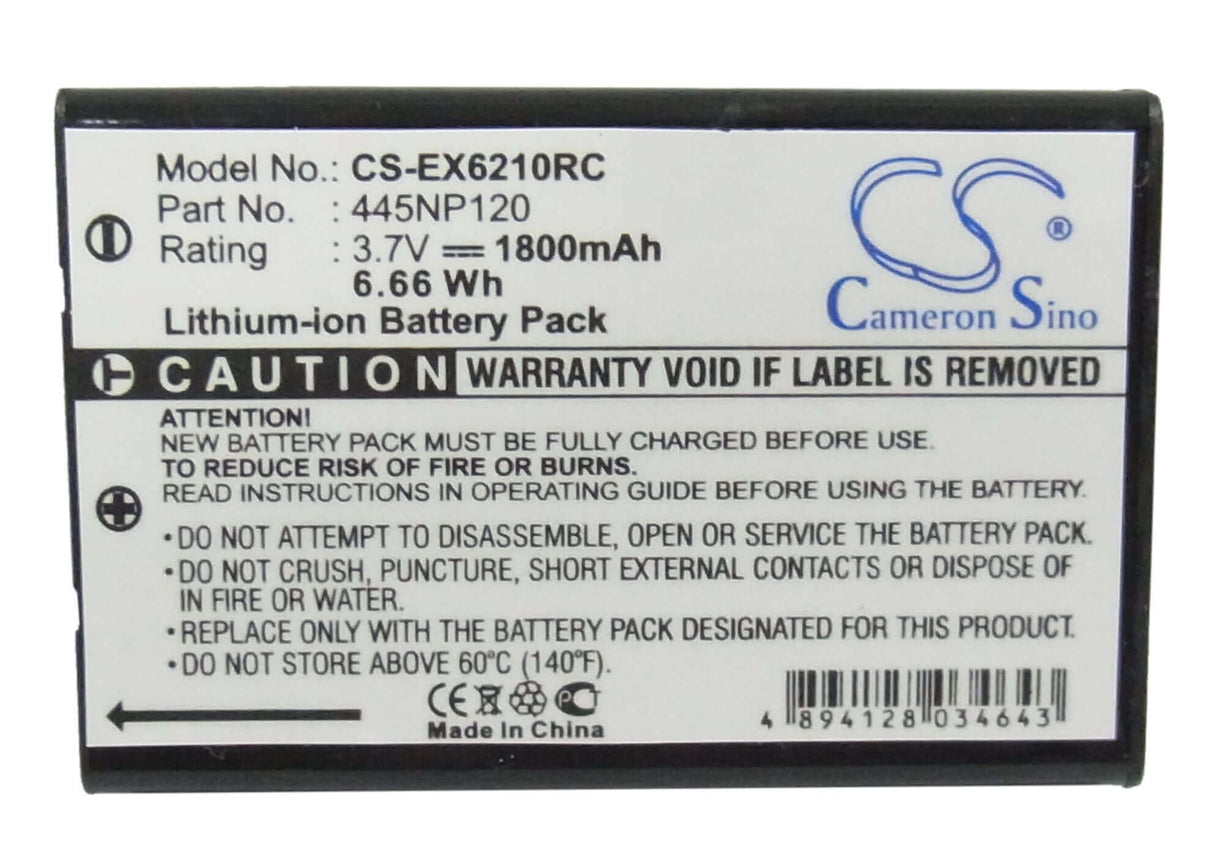 Model No.: CS-EX6210RC
Part No. : 445NP120
Rating : 3.7V 1800mAh
6.66 Wh
Lithium-ion Battery Pack
CS®
Cameron Sino
CAUTION WARRANTY VOID IF LABEL IS REMOVED
ATTENTION!
NEW BATTERY PACK MUST BE FULLY CHARGED BEFORE USE.
TO REDUCE RISK OF FIRE OR BURNS.
READ INSTRUCTIONS IN OPERATING GUIDE BEFORE USING THE BATTERY.
•DO NOT ATTEMPT TO DISASSEMBLE, OPEN OR SERVICE THE BATTERY PACK.
•DO NOT CRUSH, PUNCTURE, SHORT EXTERNAL CONTACTS OR DISPOSE OF
IN FIRE OR WATER.
•REPLACE ONLY WITH THE BATTERY PACK DESIGNATED FOR THIS PRODUCT.
•DO NOT STORE ABOVE 60ºC (140ºF).
CE
Made In China
4 894128 034643